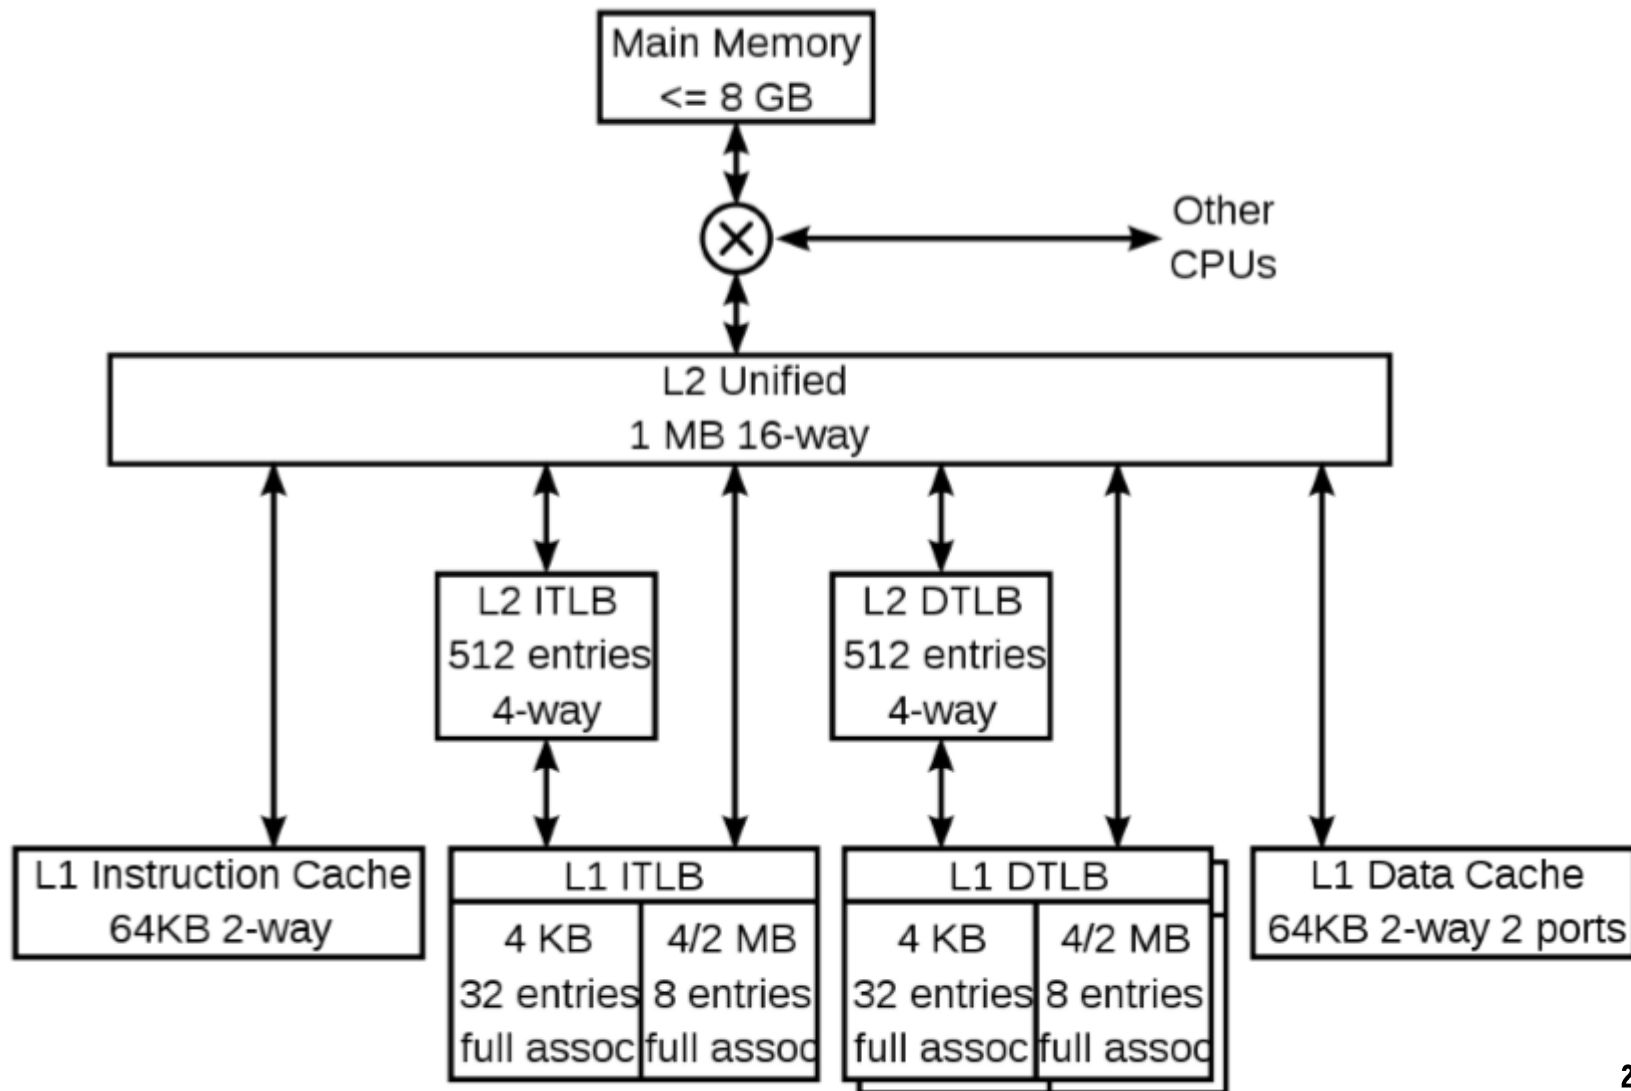 Main Memory
<= 8 GB
Other
CPUs
L2 Unified
1 MB 16-way
L2 ITLB
512 entries
4-way
L2 DTLB
512 entries
4-way
L1 Instruction Cache
64KB 2-way
L1 ITLB
4 KB
32 entries
full assoc
4/2 MB
8 entries
full assoc
L1 DTLB
4 KB
32 entries
full assoc
4/2 MB
8 entries
full assoc
L1 Data Cache
64KB 2-way 2 ports
2